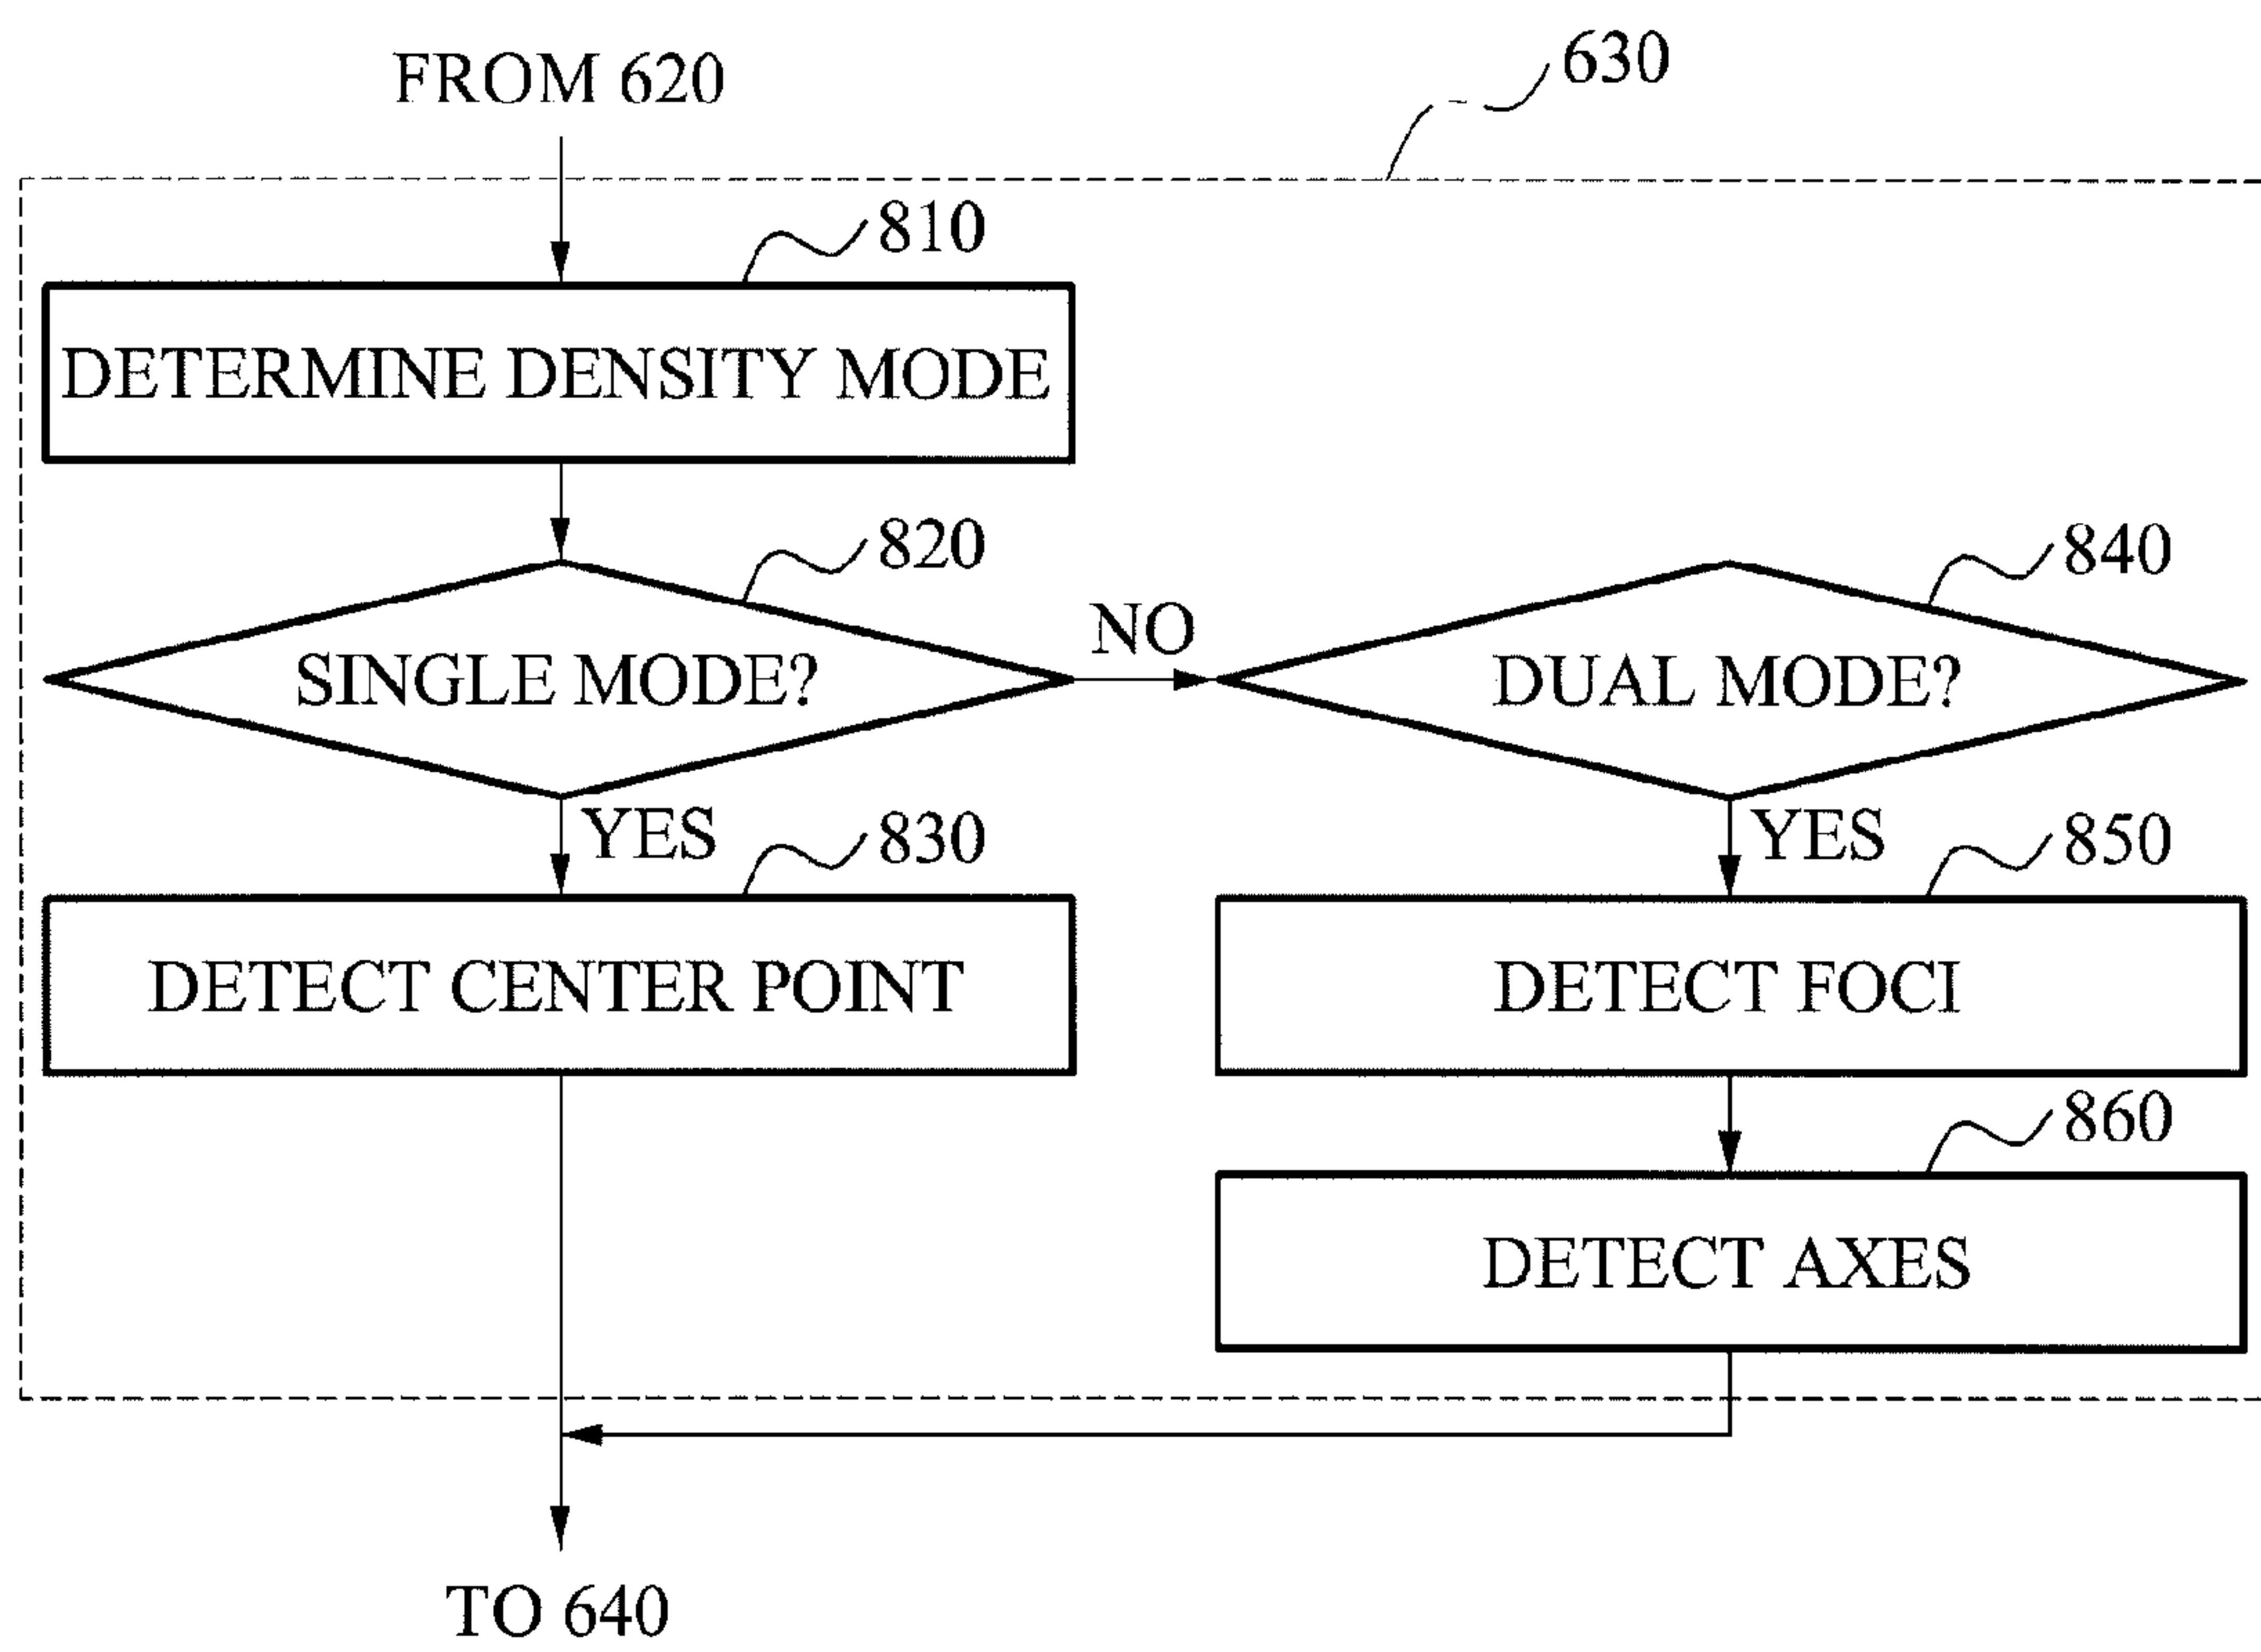 FROM 620
630
810
DETERMINE DENSITY MODE
820
SINGLE MODE?
NO
840
DUAL MODE?
YES
830
DETECT CENTER POINT
YES
850
DETECT FOCI
860
DETECT AXES
TO 640